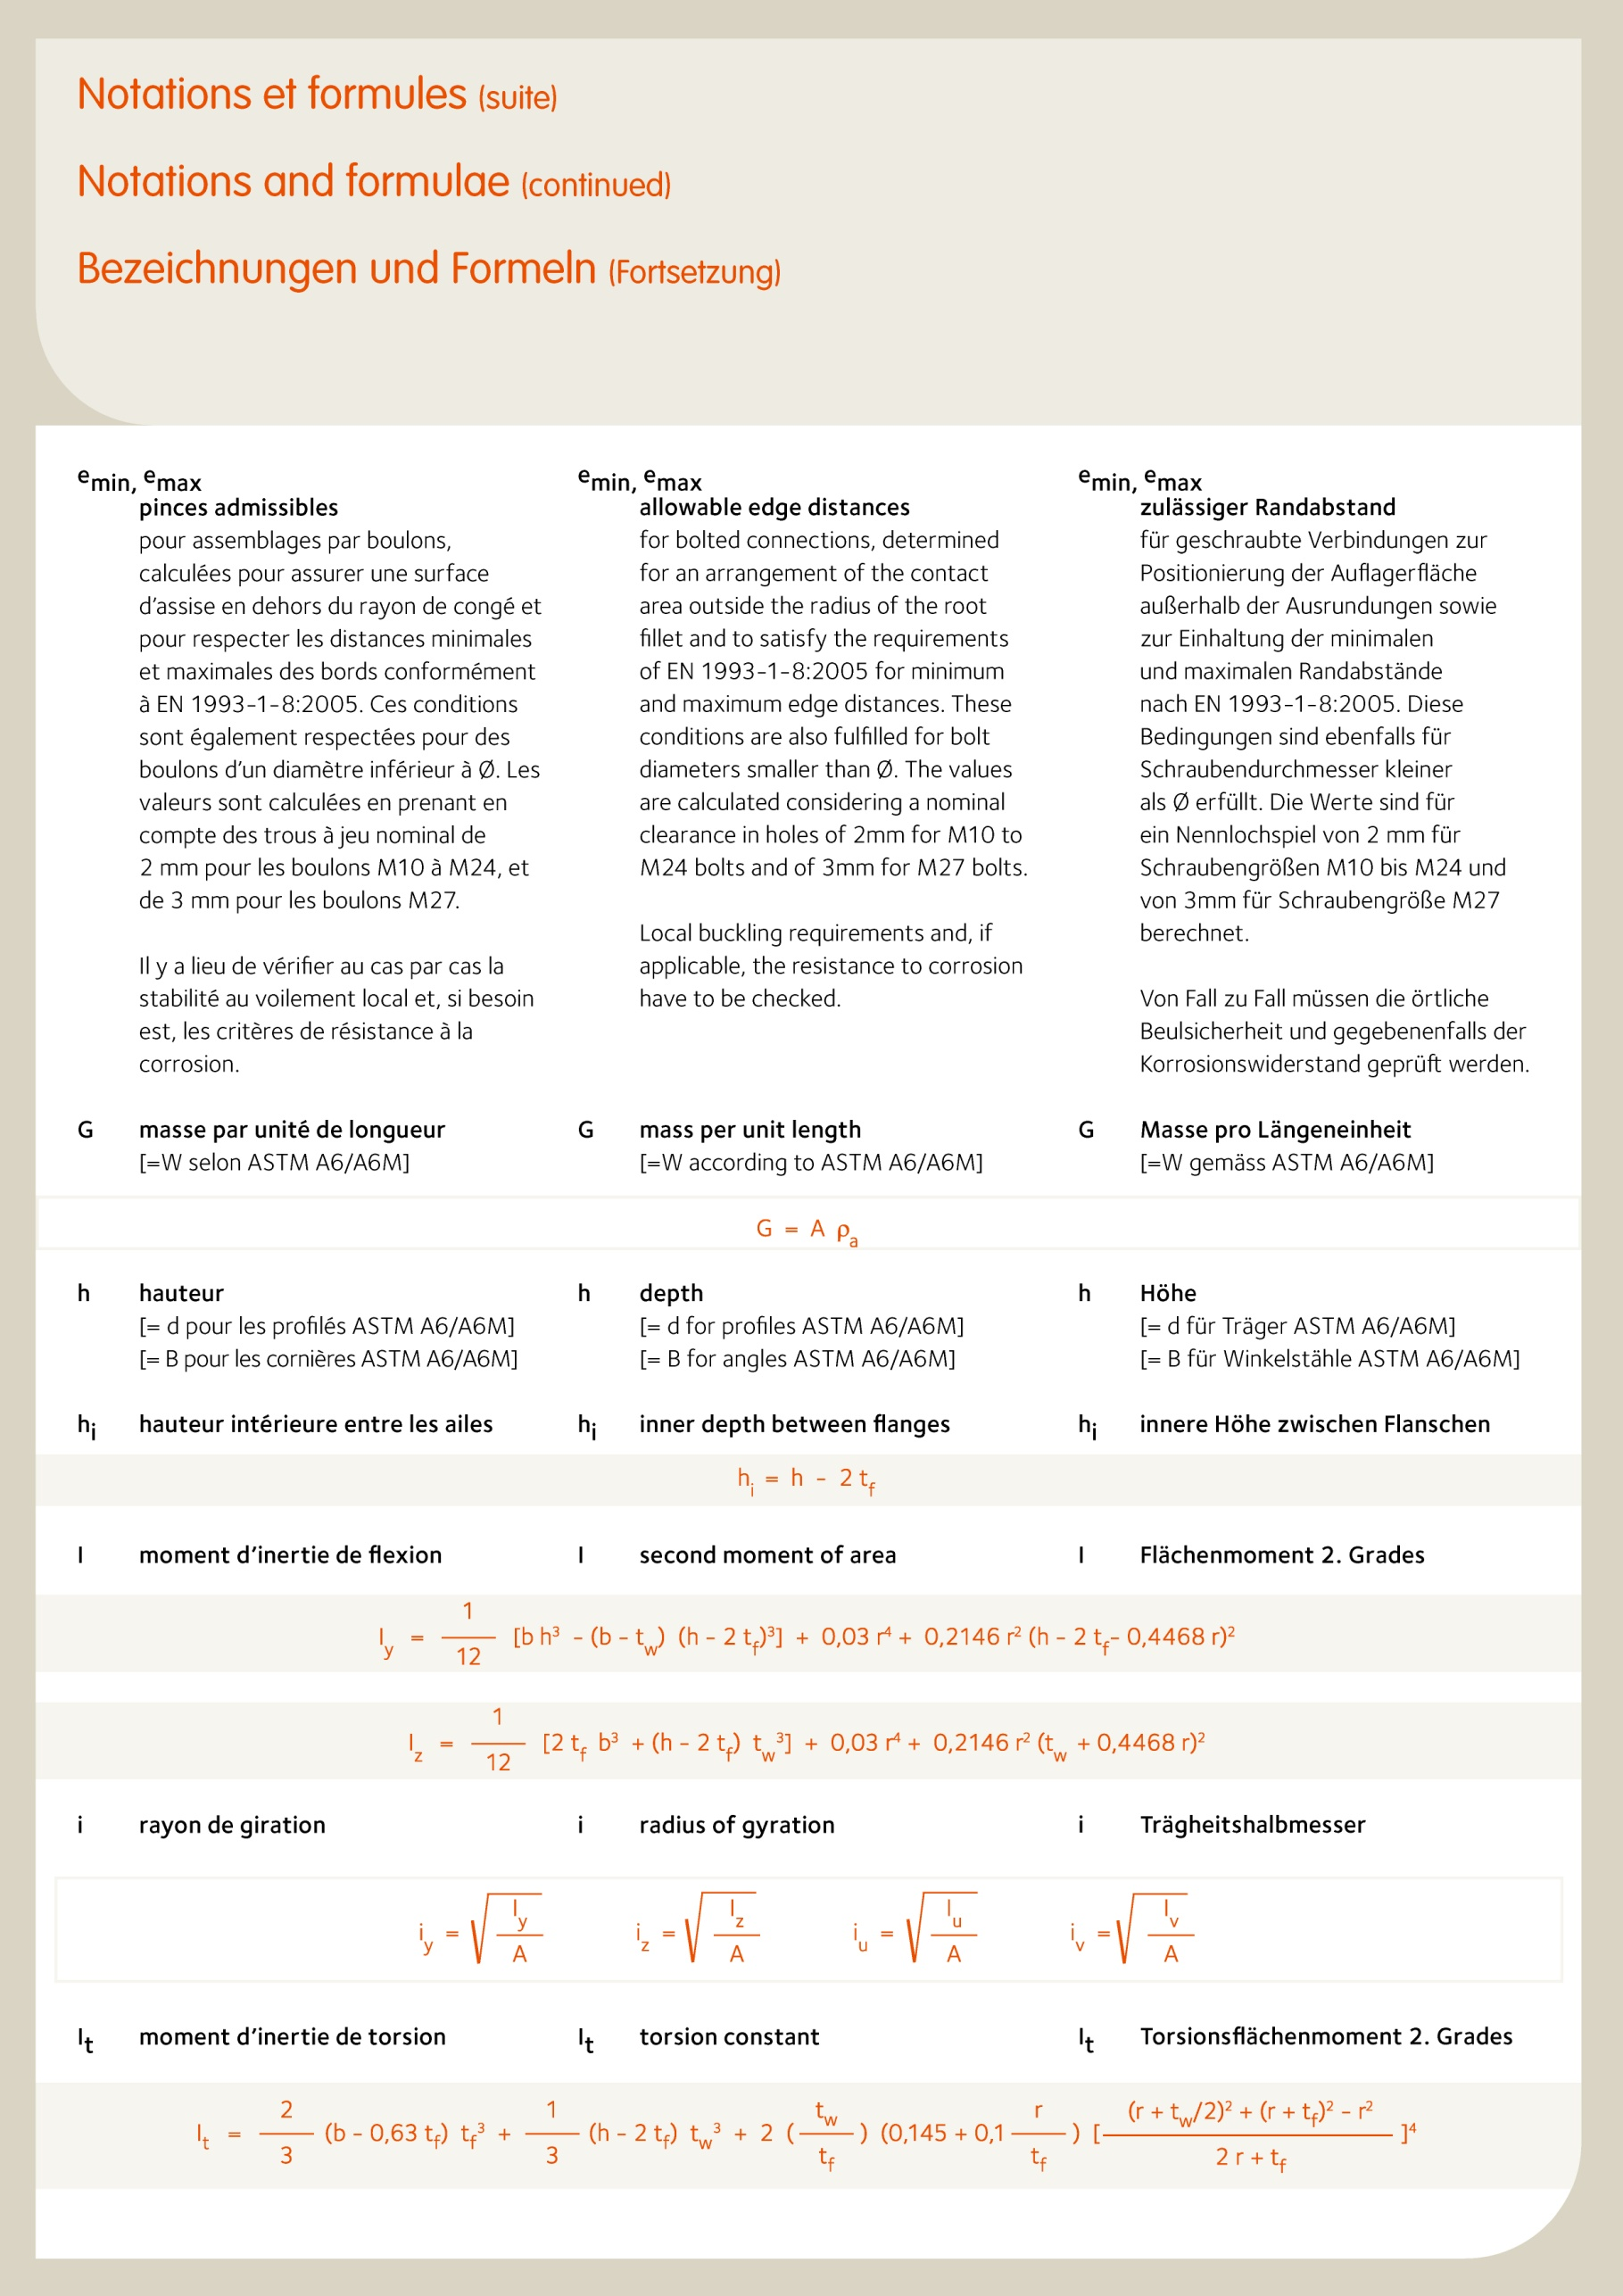 Notations et formules (suite)
Notations and formulae (continued)
Bezeichnungen und Formeln (Fortsetzung)
emin, emax
pinces admissibles
pour assemblages par boulons,
calculées pour assurer une surface
d’assise en dehors du rayon de congé et
pour respecter les distances minimales
et maximales des bords conformément
à EN 1993-1-8:2005. Ces conditions
sont également respectées pour des
boulons d’un diamètre inférieur à Ø. Les
valeurs sont calculées en prenant en
compte des trous à jeu nominal de
2 mm pour les boulons M10 à M24, et
de 3 mm pour les boulons M27.
Il y a lieu de vérifier au cas par cas la
stabilité au voilement local et, si besoin
est, les critères de résistance à la
corrosion.
emin, emax
allowable edge distances
for bolted connections, determined
for an arrangement of the contact
area outside the radius of the root
fillet and to satisfy the requirements
of EN 1993-1-8:2005 for minimum
and maximum edge distances. These
conditions are also fulfilled for bolt
diameters smaller than Ø. The values
are calculated considering a nominal
clearance in holes of 2mm for M10 to
M24 bolts and of 3mm for M27 bolts.
Local buckling requirements and, if
applicable, the resistance to corrosion
have to be checked.
emin, emax
zulässiger Randabstand
für geschraubte Verbindungen zur
Positionierung der Auflagerfläche
außerhalb der Ausrundungen sowie
zur Einhaltung der minimalen
und maximalen Randabstände
nach EN 1993-1-8:2005. Diese
Bedingungen sind ebenfalls für
Schraubendurchmesser kleiner
als Ø erfüllt. Die Werte sind für
ein Nennlochspiel von 2 mm für
Schraubengrößen M10 bis M24 und
von 3mm für Schraubengröße M27
berechnet.
Von Fall zu Fall müssen die örtliche
Beulsicherheit und gegebenenfalls der
Korrosionswiderstand geprüft werden.
G masse par unité de longueur
[=W selon ASTM A6/A6M]
G mass per unit length
[=W according to ASTM A6/A6M]
G Masse pro Längeneinheit
[=W gemäss ASTM A6/A6M]
G = A ρa
h hauteur
[= d pour les profilés ASTM A6/A6M]
[= B pour les cornières ASTM A6/A6M]
h depth
[= d for profiles ASTM A6/A6M]
[= B for angles ASTM A6/A6M]
h Höhe
[= d für Träger ASTM A6/A6M]
[= B für Winkelstähle ASTM A6/A6M]
hi hauteur intérieure entre les ailes
hi inner depth between flanges
hi innere Höhe zwischen Flanschen
hi = h - 2 tf
I moment d’inertie de flexion
I second moment of area
I Flächenmoment 2. Grades
Iy = 1/12 [b h³ - (b - tw) (h - 2 tf)³] + 0,03 r⁴ + 0,2146 r² (h - 2 tf - 0,4468 r)²
Iz = 1/12 [2 tf b³ + (h - 2 tf) tw³] + 0,03 r⁴ + 0,2146 r² (tw + 0,4468 r)²
i rayon de giration
i radius of gyration
i Trägheitshalbmesser
iy = √(Iy/A) iz = √(Iz/A) iu = √(Iu/A) iv = √(Iv/A)
It moment d’inertie de torsion
It torsion constant
It Torsionsflächenmoment 2. Grades
It = 2/3 (b - 0,63 tf) tf³ + 1/3 (h - 2 tf) tw³ + 2 (tw/tf) (0,145 + 0,1 r/tf) [((r + tw/2)² + (r + tf)² - r²)/(2 r + tf)]⁴